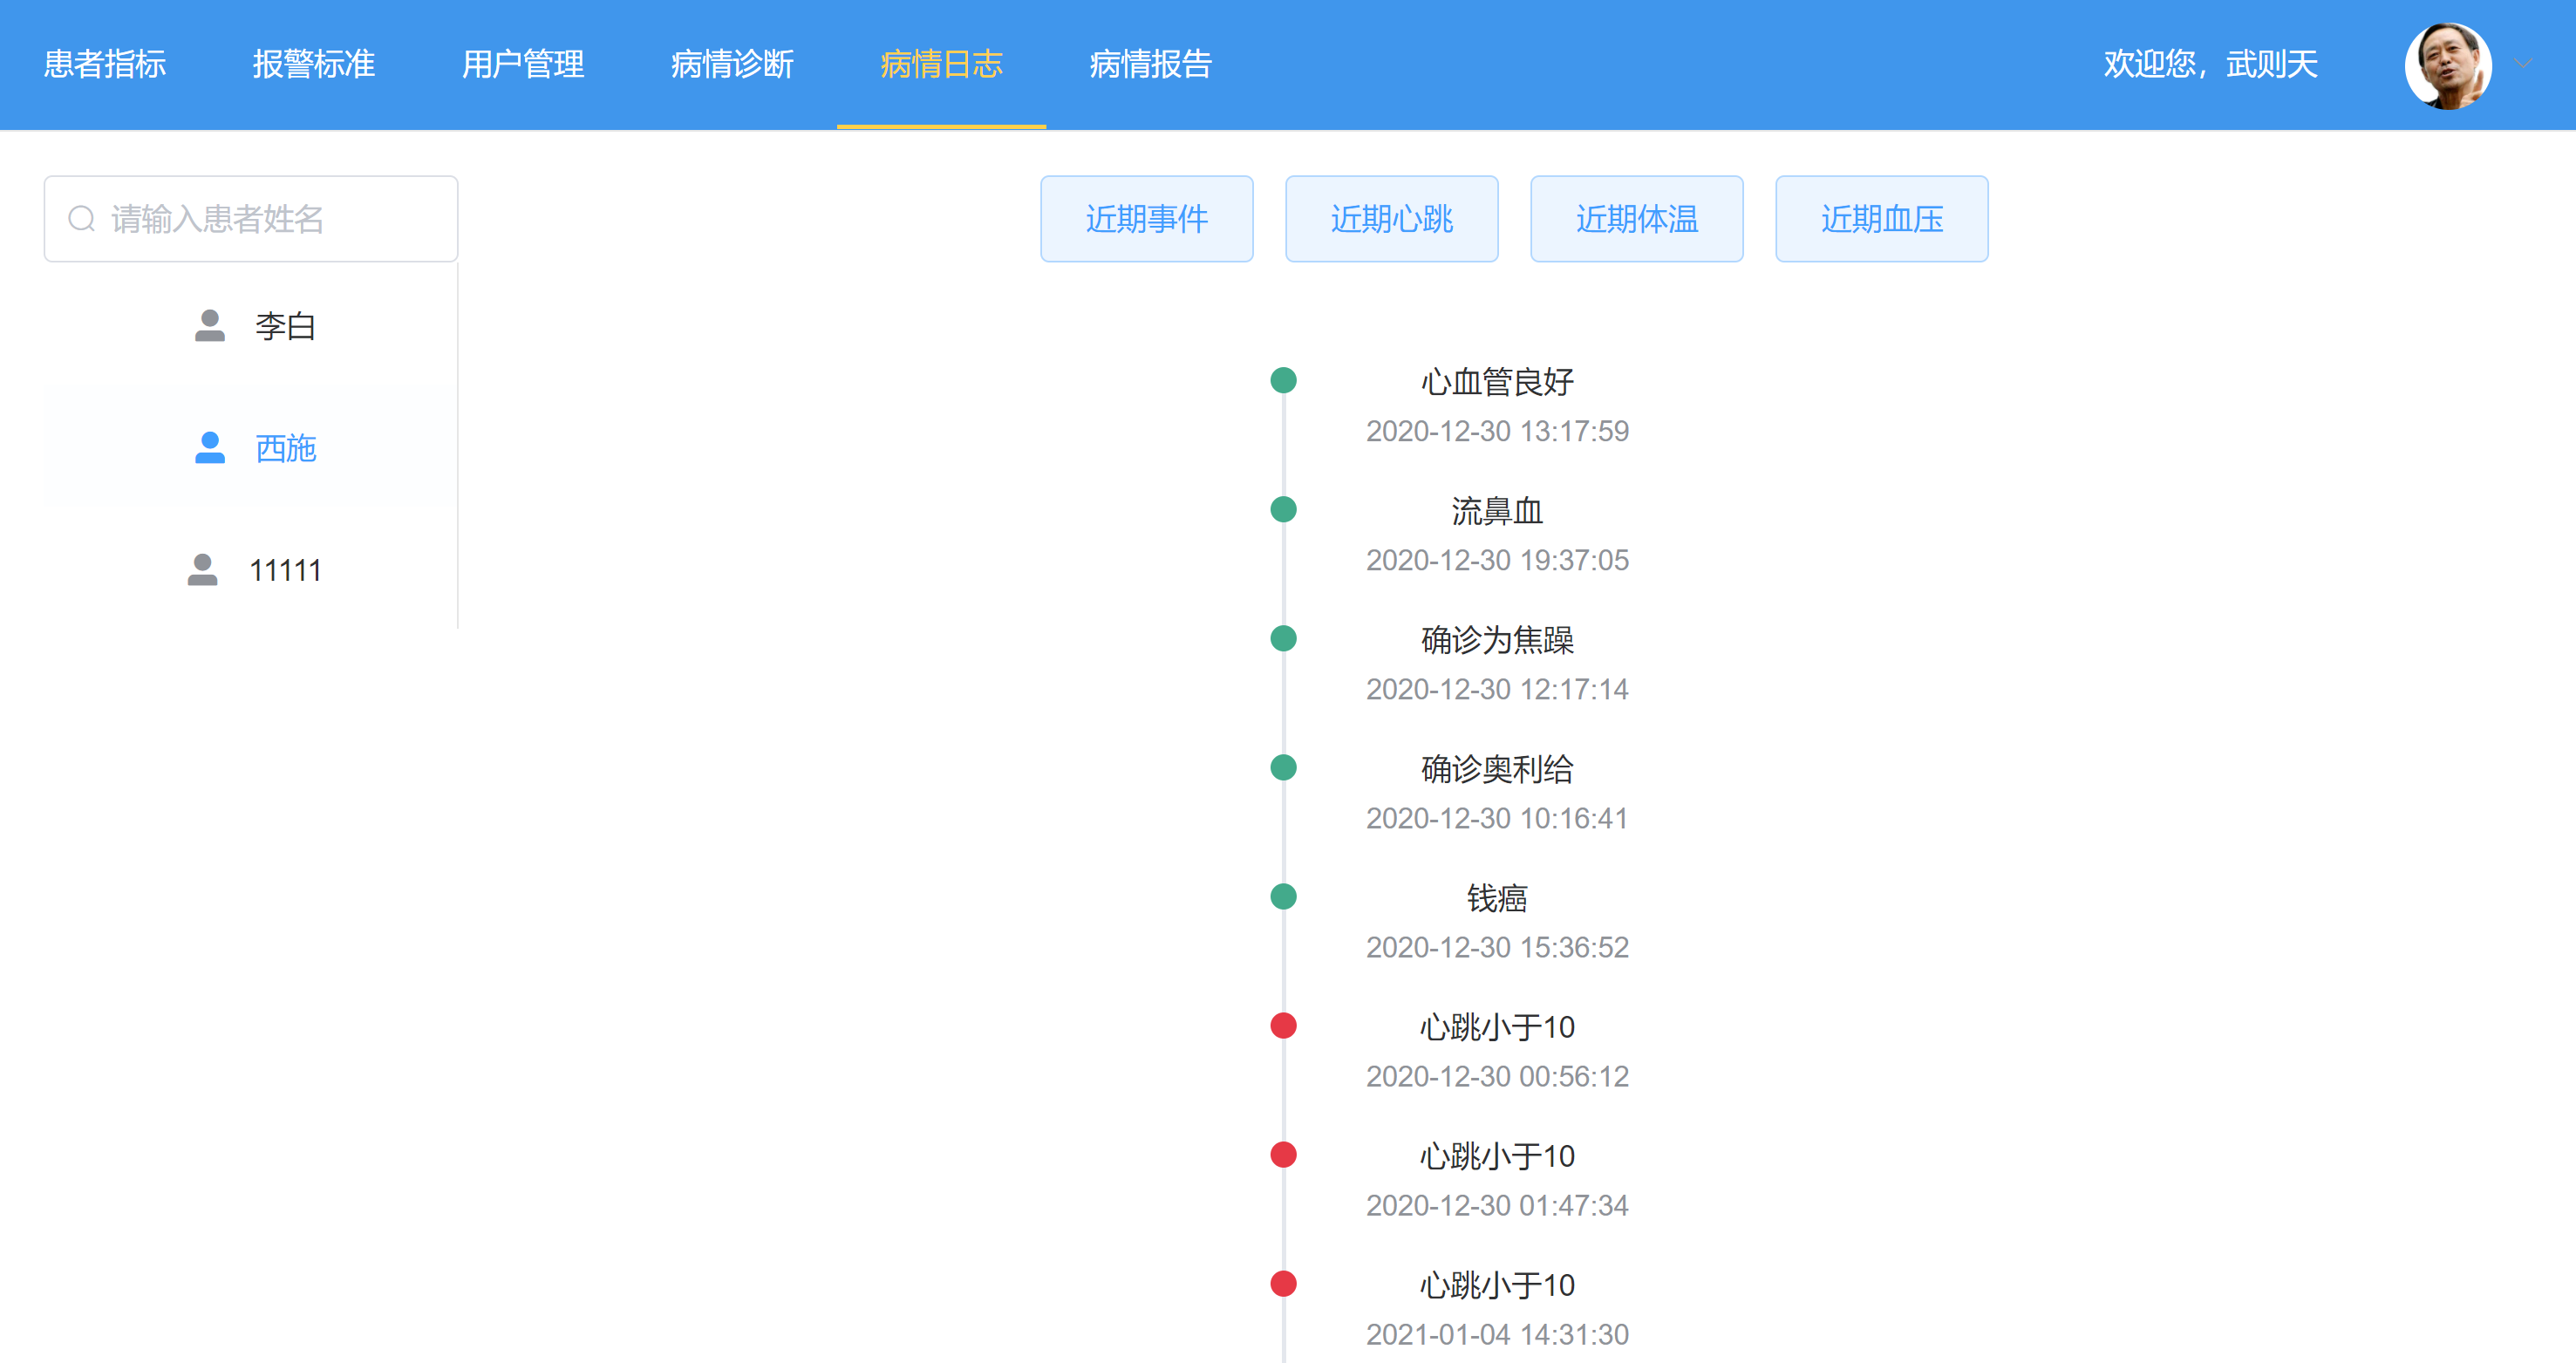 患者指标 报警标准 用户管理 病情诊断 病情日志 病情报告 欢迎您，武则天
请输入患者姓名 近期事件 近期心跳 近期体温 近期血压
李白
西施
11111
心血管良好
2020-12-30 13:17:59
流鼻血
2020-12-30 19:37:05
确诊为焦躁
2020-12-30 12:17:14
确诊奥利给
2020-12-30 10:16:41
钱癌
2020-12-30 15:36:52
心跳小于10
2020-12-30 00:56:12
心跳小于10
2020-12-30 01:47:34
心跳小于10
2021-01-04 14:31:30